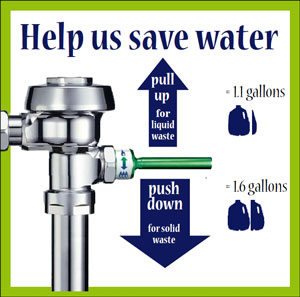 Help us save water
pull
up
for
liquid
waste
= 1.1 gallons
push
down
for solid
waste
= 1.6 gallons